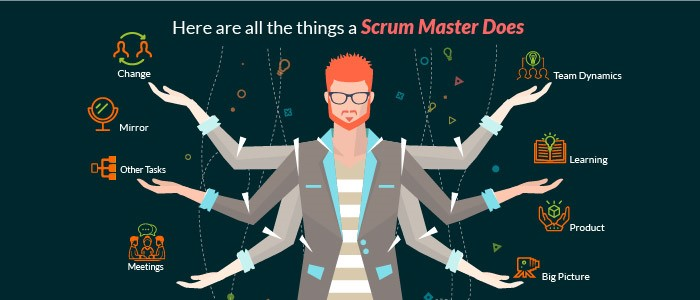 Here are all the things a Scrum Master Does
Change
Team Dynamics
Mirror
Learning
Other Tasks
Product
Meetings
Big Picture